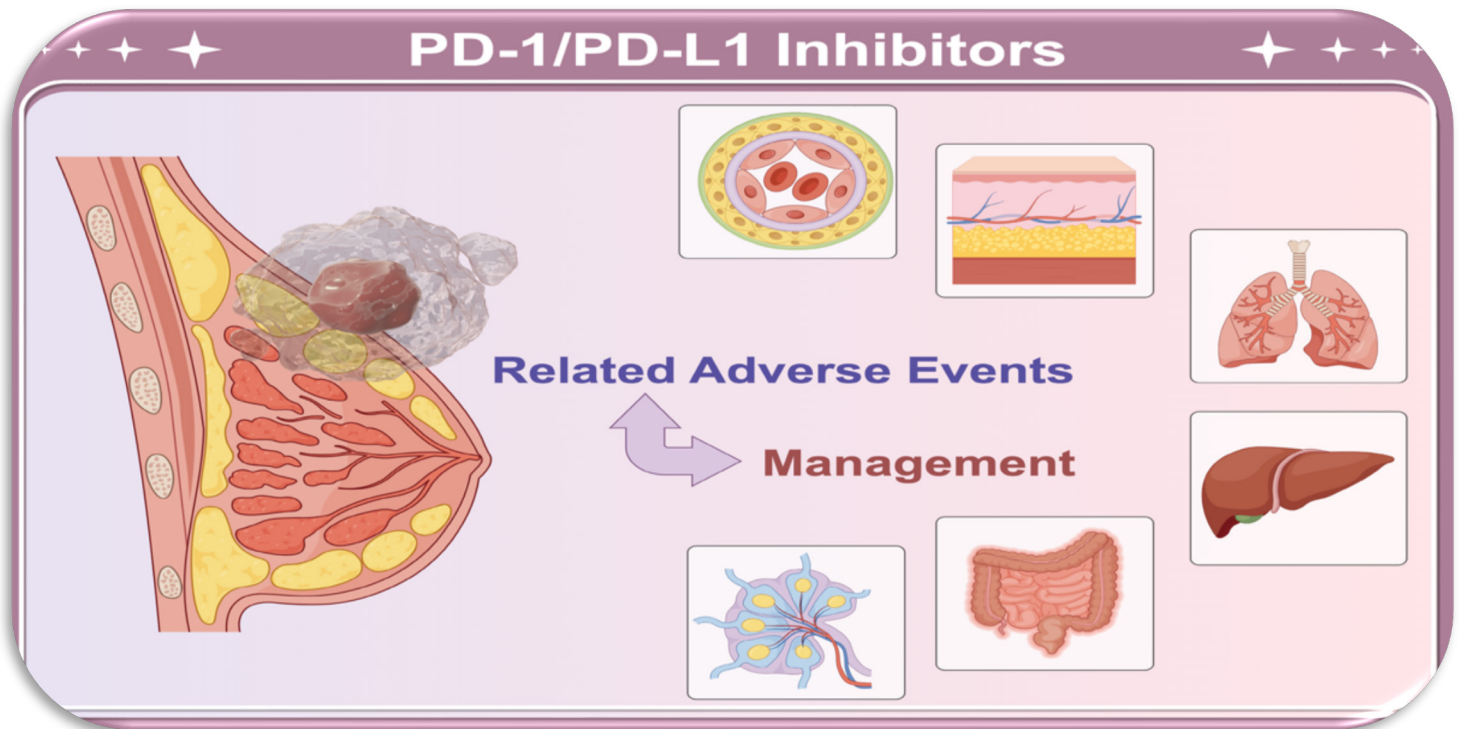 PD-1/PD-L1 Inhibitors
Related Adverse Events
Management